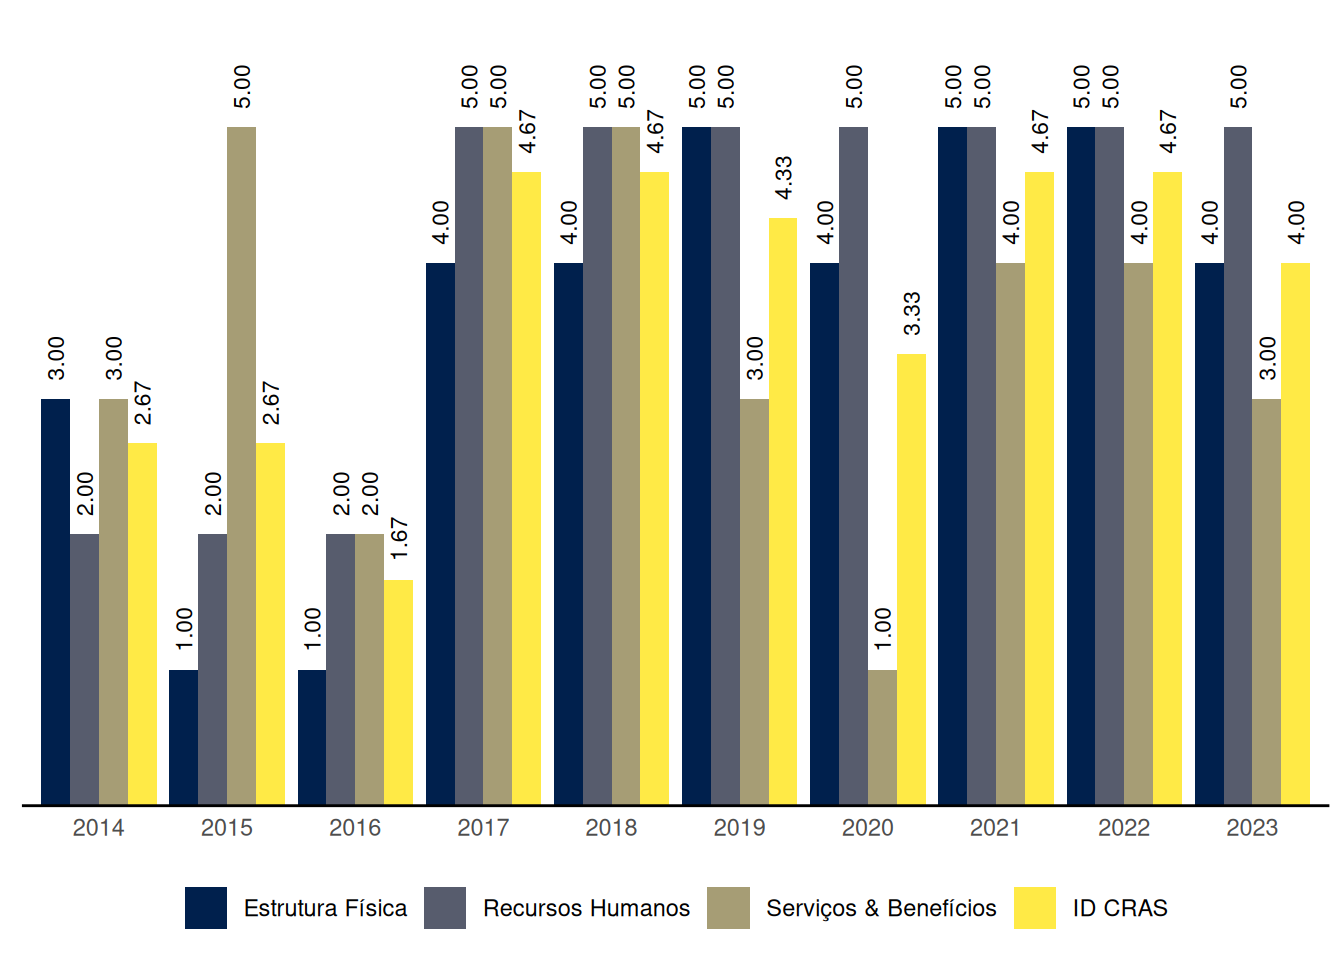 3.00 2.00 3.00 2.67
1.00 2.00 5.00 2.67
1.00 2.00 2.00 1.67
4.00 5.00 5.00 4.67
4.00 5.00 5.00 4.67
5.00 5.00 3.00 4.33
4.00 5.00 1.00 3.33
5.00 5.00 4.00 4.67
5.00 5.00 4.00 4.67
4.00 5.00 3.00 4.00
2014 2015 2016 2017 2018 2019 2020 2021 2022 2023
Estrutura Física Recursos Humanos Serviços & Benefícios ID CRAS